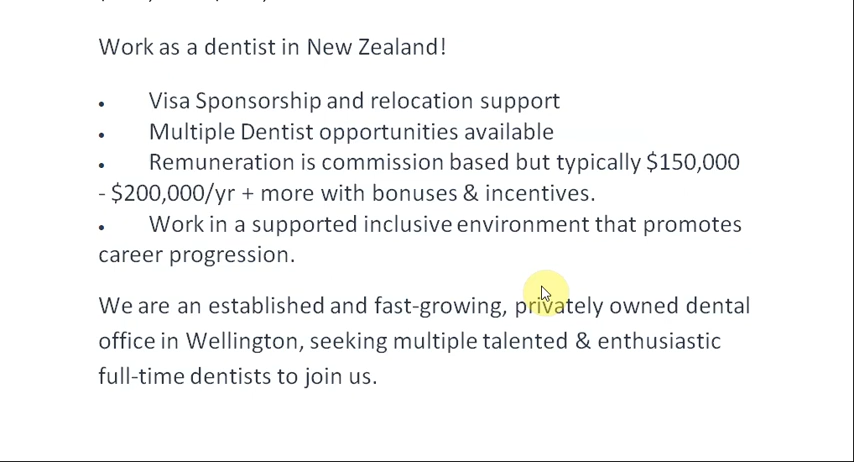 Work as a dentist in New Zealand!
• Visa Sponsorship and relocation support
• Multiple Dentist opportunities available
• Remuneration is commission based but typically $150,000
- $200,000/yr + more with bonuses & incentives.
• Work in a supported inclusive environment that promotes
career progression.
We are an established and fast-growing, privately owned dental
office in Wellington, seeking multiple talented & enthusiastic
full-time dentists to join us.